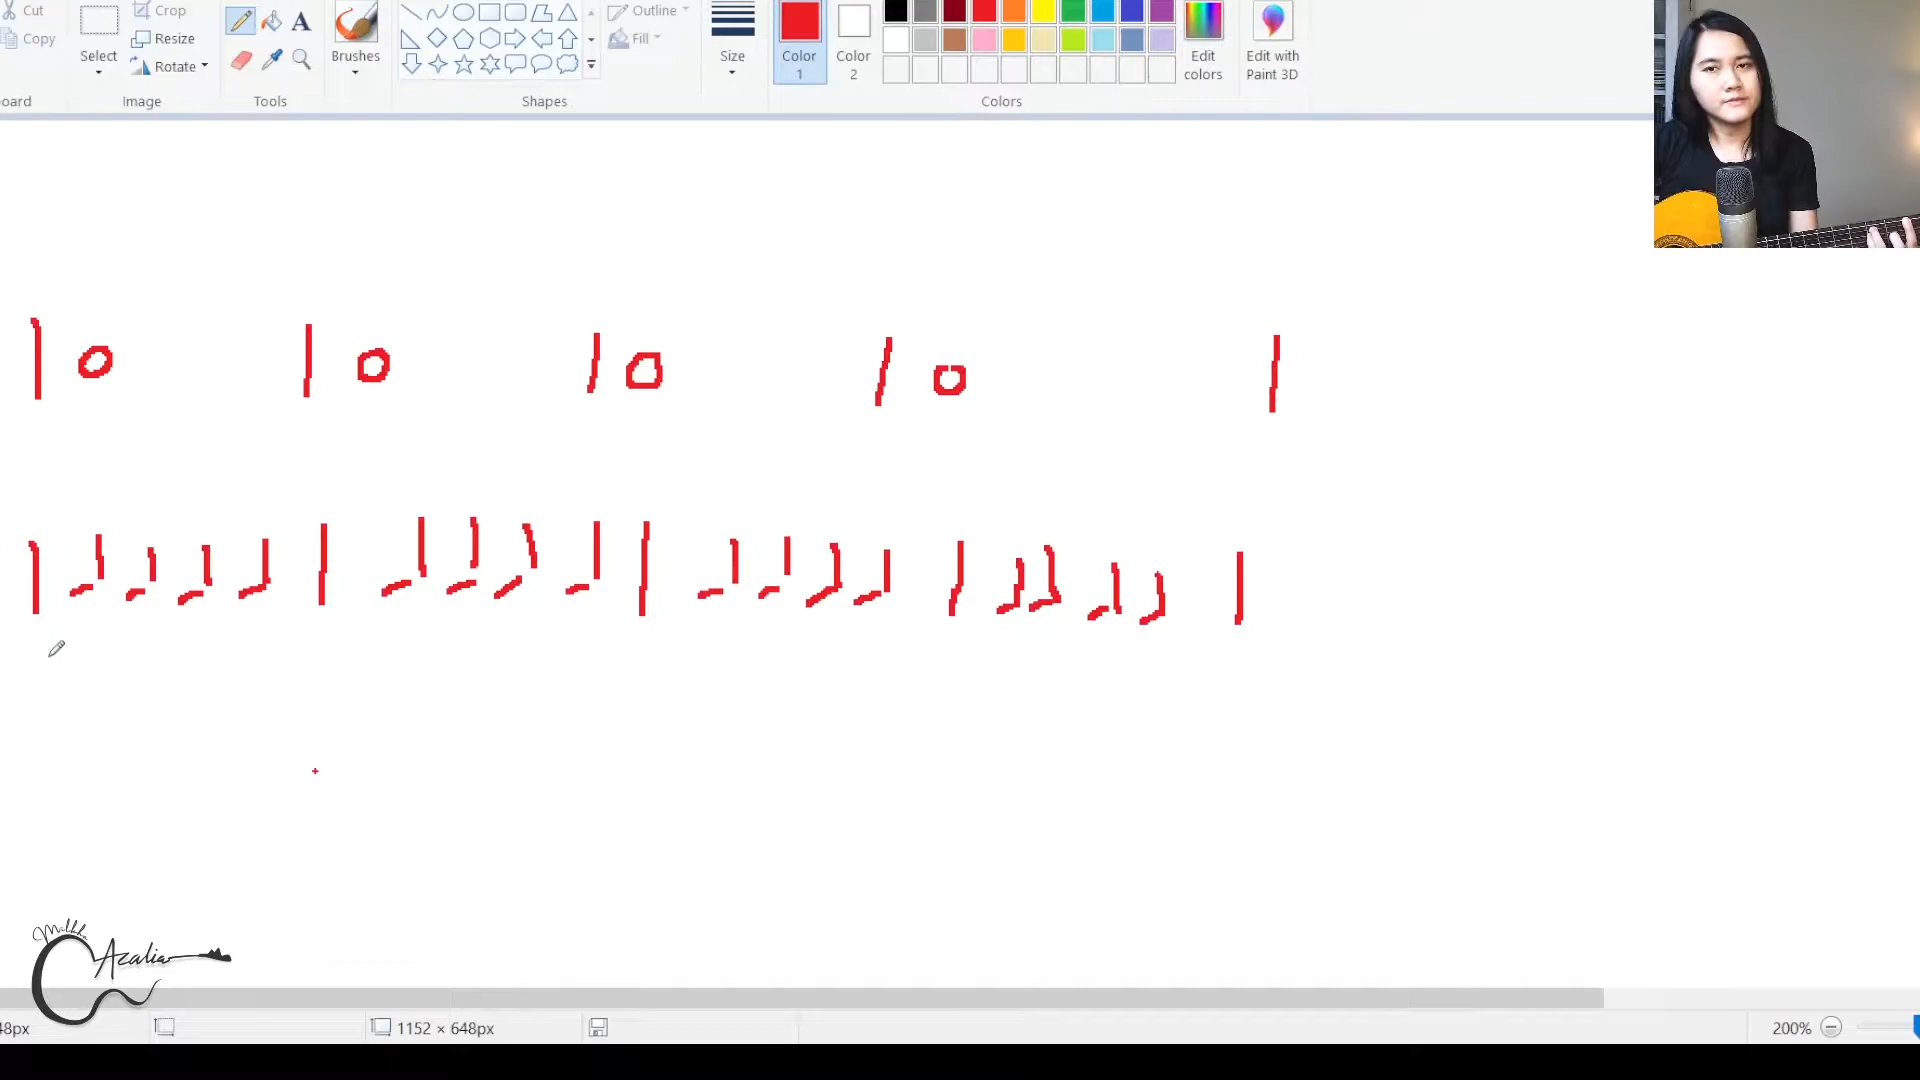 Cut
Crop
Outline
Copy
Resize
Fill
Select
Rotate
Brushes
Size
Color 1
Color 2
Edit colors
Edit with Paint 3D
Image
Tools
Shapes
Colors
Milkha
Azalia
1152 × 648px
200%